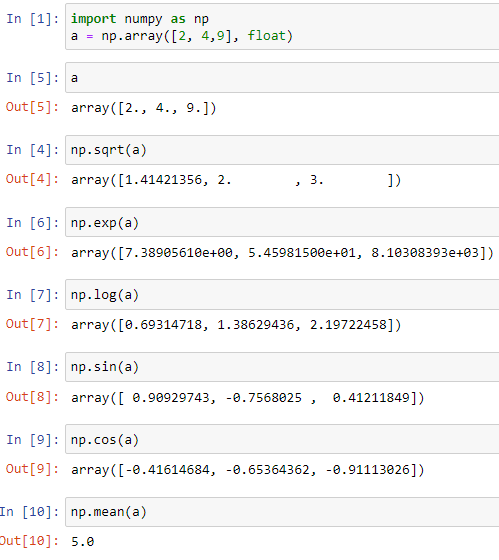 In [1]: import numpy as np
a = np.array([2, 4,9], float)
In [5]: a
Out[5]: array([2., 4., 9.])
In [4]: np.sqrt(a)
Out[4]: array([1.41421356, 2.        , 3.        ])
In [6]: np.exp(a)
Out[6]: array([7.38905610e+00, 5.45981500e+01, 8.10308393e+03])
In [7]: np.log(a)
Out[7]: array([0.69314718, 1.38629436, 2.19722458])
In [8]: np.sin(a)
Out[8]: array([ 0.90929743, -0.7568025 ,  0.41211849])
In [9]: np.cos(a)
Out[9]: array([-0.41614684, -0.65364362, -0.91113026])
In [10]: np.mean(a)
Out[10]: 5.0